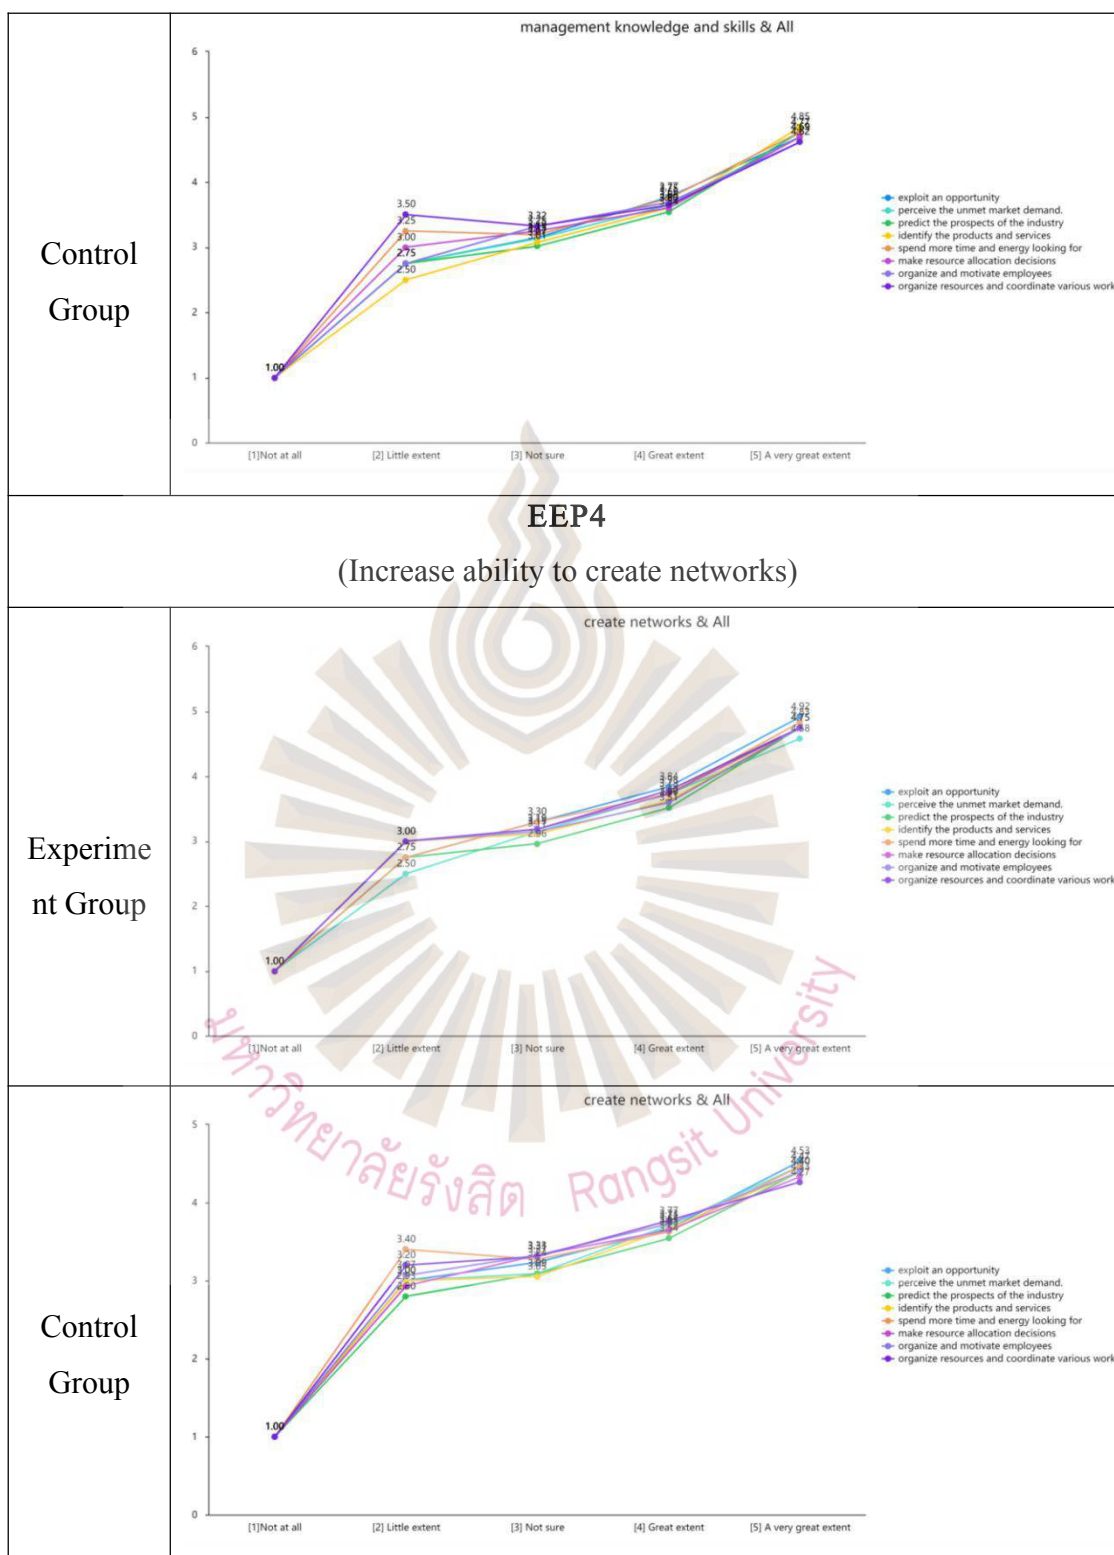 management knowledge and skills & All
6
5
4
3
2
1
0
4.85
3.50
3.25
3.00
2.75
2.50
3.32
1.00
[1]Not at all [2] Little extent [3] Not sure [4] Great extent [5] A very great extent
exploit an opportunity
perceive the unmet market demand.
predict the prospects of the industry
identify the products and services
spend more time and energy looking for
make resource allocation decisions
organize and motivate employees
organize resources and coordinate various work
Control
Group
EEP4
(Increase ability to create networks)
create networks & All
6
5
4
3
2
1
0
4.92
4.75
3.30
3.00
2.75
2.50
1.00
[1]Not at all [2] Little extent [3] Not sure [4] Great extent [5] A very great extent
exploit an opportunity
perceive the unmet market demand.
predict the prospects of the industry
identify the products and services
spend more time and energy looking for
make resource allocation decisions
organize and motivate employees
organize resources and coordinate various work
Experime
nt Group
create networks & All
5
4
3
2
1
0
4.53
3.40
3.20
1.00
[1]Not at all [2] Little extent [3] Not sure [4] Great extent [5] A very great extent
exploit an opportunity
perceive the unmet market demand.
predict the prospects of the industry
identify the products and services
spend more time and energy looking for
make resource allocation decisions
organize and motivate employees
organize resources and coordinate various work
Control
Group
มหาวิทยาลัยรังสิต Rangsit University